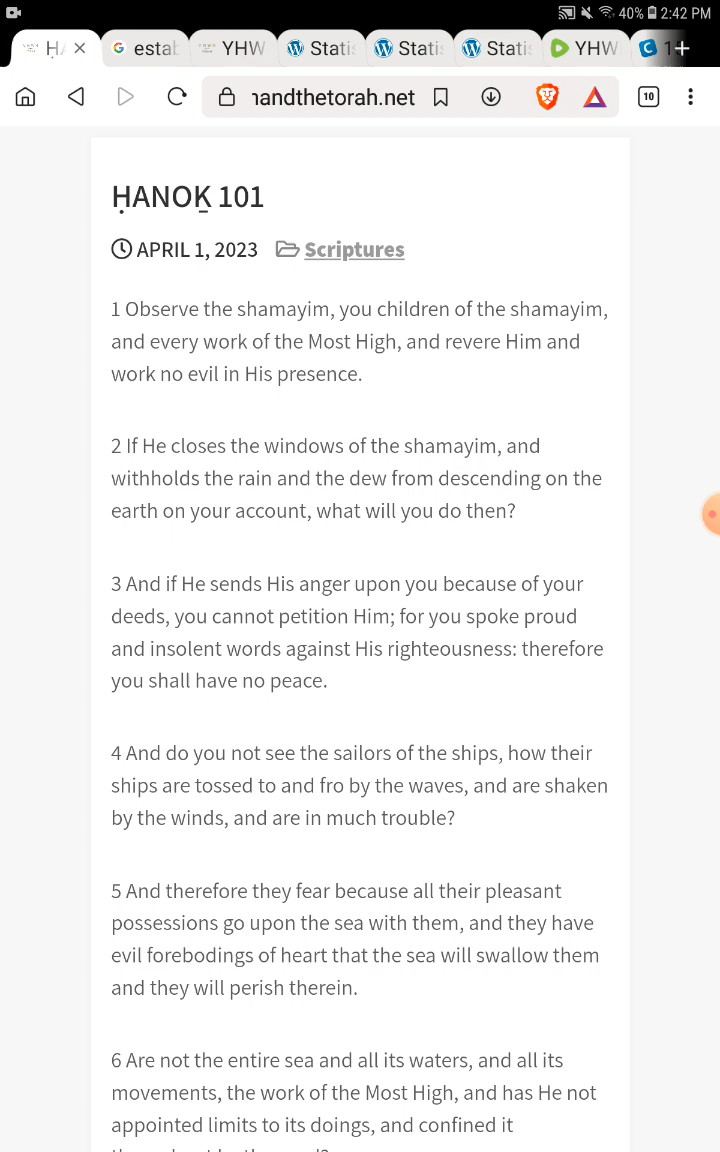 40% 2:42 PM
H estab YHW Statis Statis Statis YHW 1
nandthetorah.net 10
ḤANOḴ 101
APRIL 1, 2023 Scriptures
1 Observe the shamayim, you children of the shamayim,
and every work of the Most High, and revere Him and
work no evil in His presence.
2 If He closes the windows of the shamayim, and
withholds the rain and the dew from descending on the
earth on your account, what will you do then?
3 And if He sends His anger upon you because of your
deeds, you cannot petition Him; for you spoke proud
and insolent words against His righteousness: therefore
you shall have no peace.
4 And do you not see the sailors of the ships, how their
ships are tossed to and fro by the waves, and are shaken
by the winds, and are in much trouble?
5 And therefore they fear because all their pleasant
possessions go upon the sea with them, and they have
evil forebodings of heart that the sea will swallow them
and they will perish therein.
6 Are not the entire sea and all its waters, and all its
movements, the work of the Most High, and has He not
appointed limits to its doings, and confined it